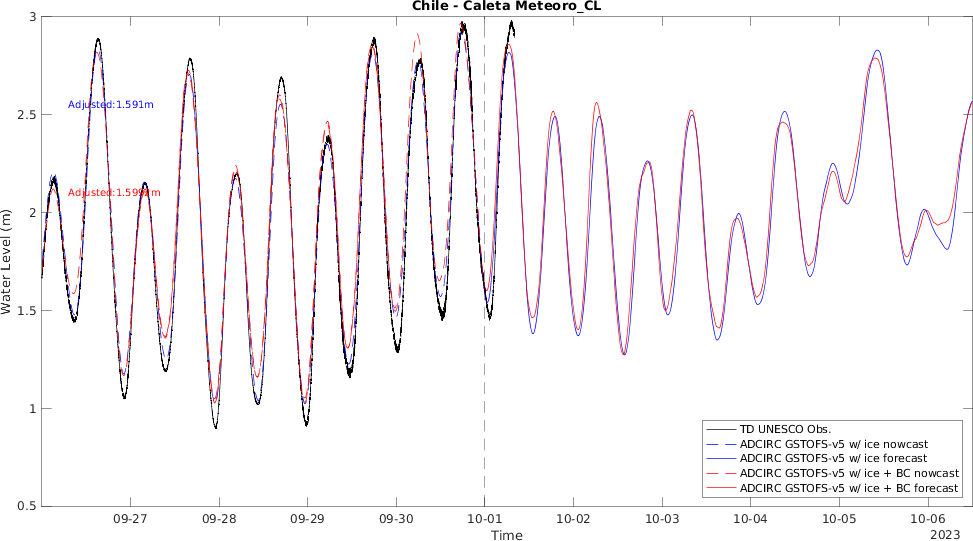 Chile - Caleta Meteoro_CL
3
2.5
2
1.5
1
0.5
Water Level (m)
Adjusted:1.591m
Adjusted:1.599m
TD UNESCO Obs.
ADCIRC GSTOFS-v5 w/ ice nowcast
ADCIRC GSTOFS-v5 w/ ice forecast
ADCIRC GSTOFS-v5 w/ ice + BC nowcast
ADCIRC GSTOFS-v5 w/ ice + BC forecast
09-27 09-28 09-29 09-30 10-01 10-02 10-03 10-04 10-05 10-06
Time
2023